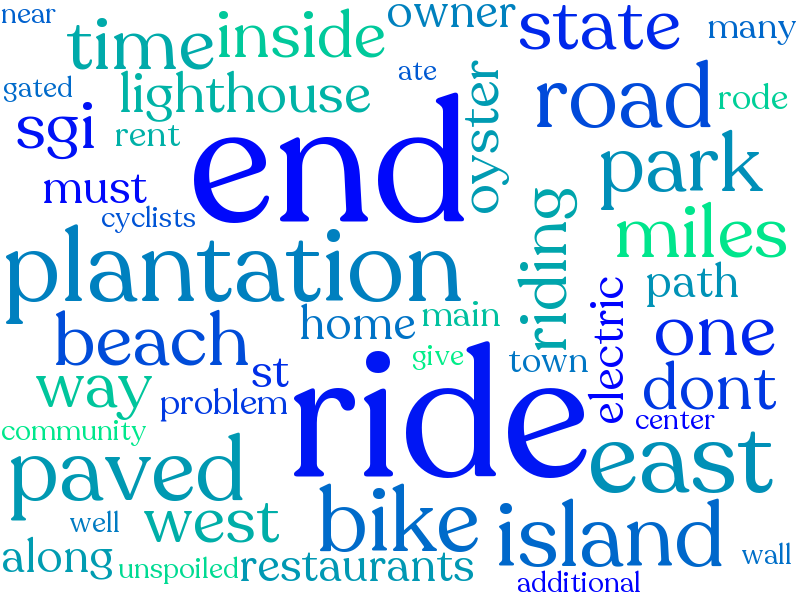 near
owner
state
many
time
inside
gated
lighthouse
ate
oyster
road
rode
sgi
rent
end
park
must
cyclists
riding
miles
plantation
path
home
main
electric
one
beach
st
give
town
way
problem
ride
dont
center
community
paved
east
well
west
bike
island
along
unspoiled
restaurants
wall
additional